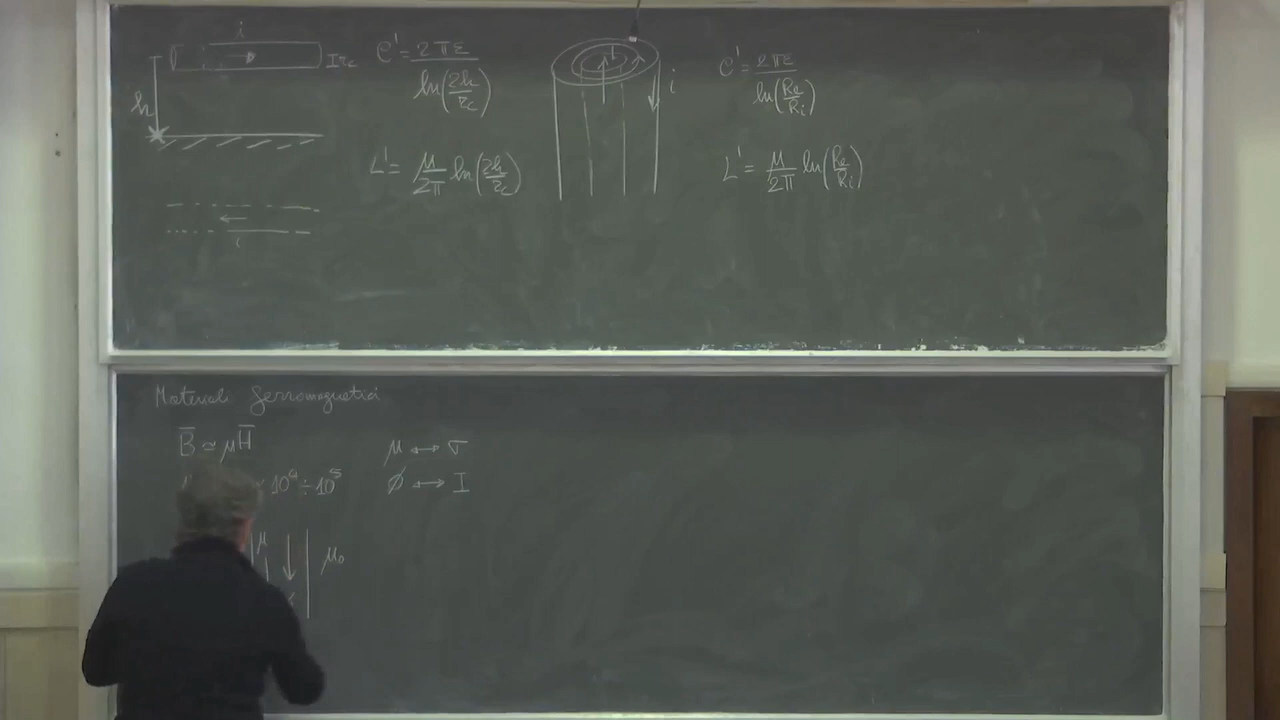 i
2rc
h
C' = 2πε / ln(2h/rc)
L' = μ/2π ln(2h/rc)
i
i
C' = 2πε / ln(Re/Ri)
L' = μ/2π ln(Re/Ri)
Materiali ferromagnetici
B̄ ≃ μH̄
10⁴ ÷ 10⁵
μ ↔ σ
Φ ↔ I
μ
μ₀